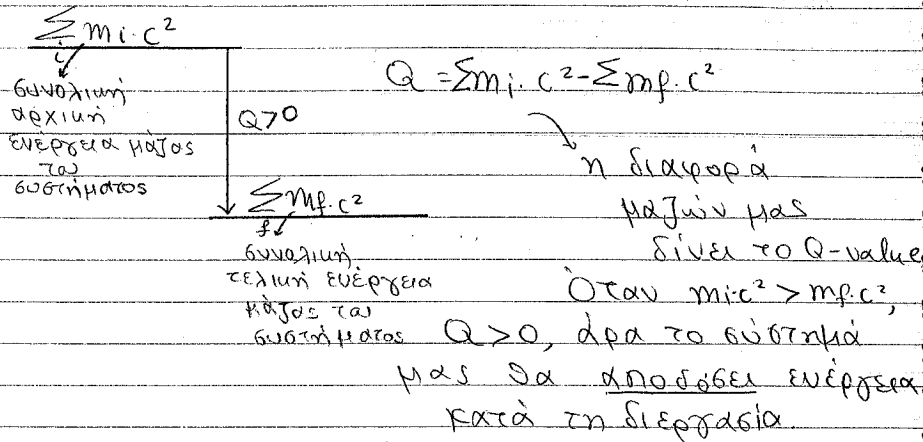 Σ mi·c²
i
συνολική
αρχική
ενέργεια μάζας
του
συστήματος
Q>0
Σ mf·c²
f
συνολική
τελική ενέργεια
μάζας του
συστήματος
Q = Σmi·c²-Σmf·c²
η διαφορά
μαζών μας
δίνει το Q-value
Όταν mi·c² > mf·c²,
Q>0, άρα το σύστημά
μας θα αποδόσει ενέργεια
κατά τη διεργασία.